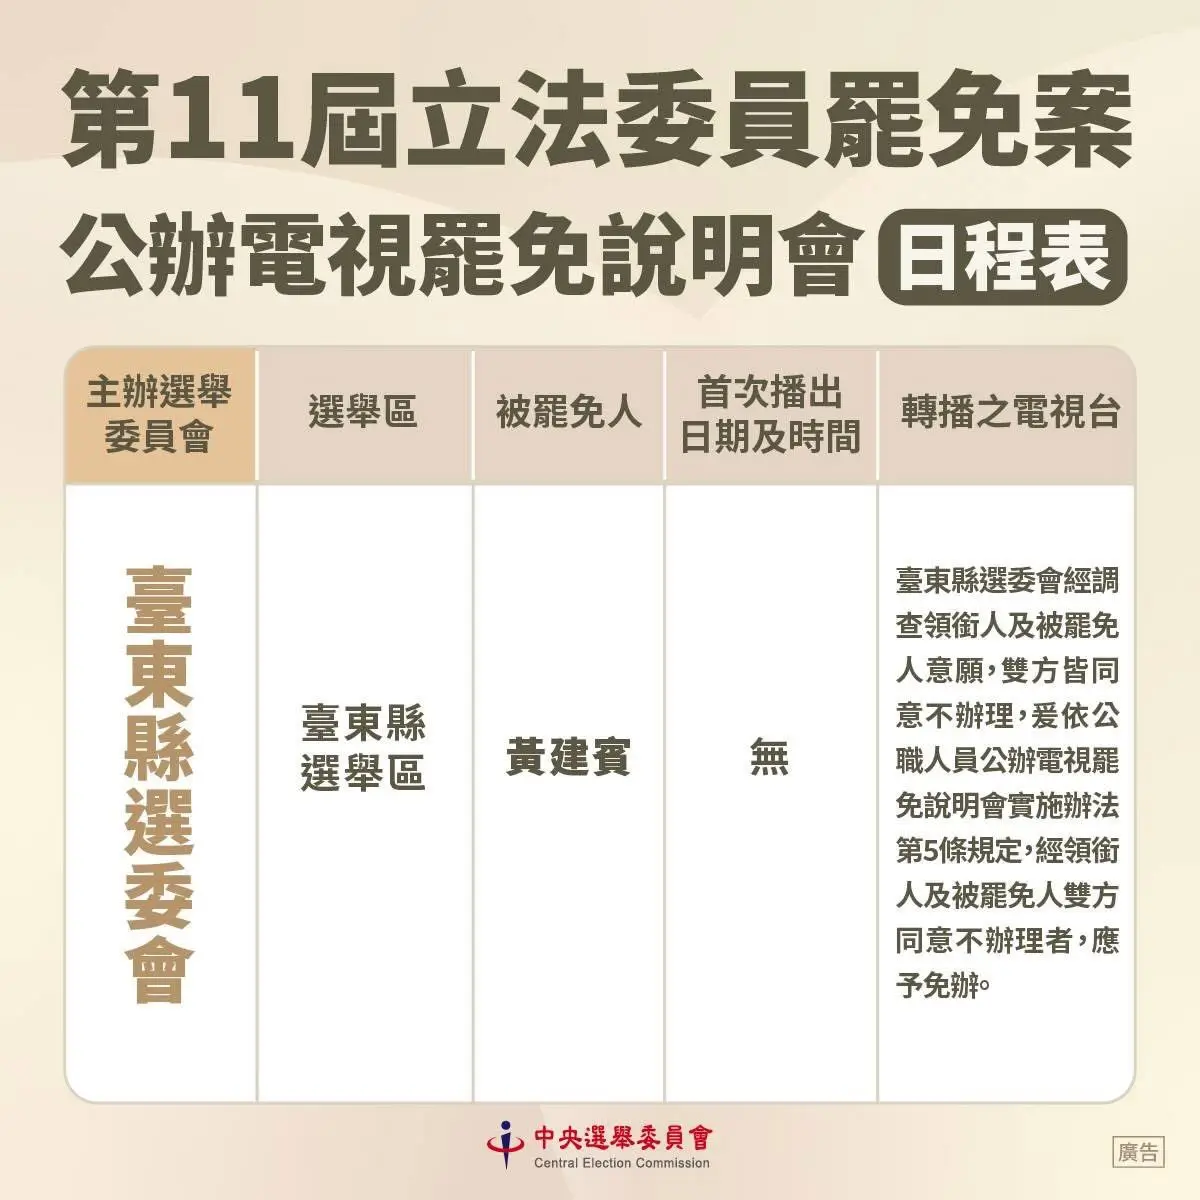 第11屆立法委員罷免案
公辦電視罷免說明會 日程表
主辦選舉
委員會
選舉區
被罷免人
首次播出
日期及時間
轉播之電視台
臺東縣選委會
臺東縣
選舉區
黃建賓
無
臺東縣選委會經調
查領銜人及被罷免
人意願,雙方皆同
意不辦理,爰依公
職人員公辦電視罷
免說明會實施辦法
第5條規定,經領銜
人及被罷免人雙方
同意不辦理者,應
予免辦。
中央選舉委員會
Central Election Commission
廣告